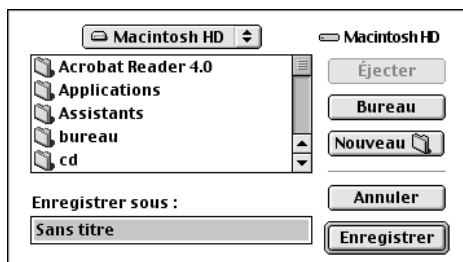 Macintosh HD
Macintosh HD
Acrobat Reader 4.0
Applications
Assistants
bureau
cd
Éjecter
Bureau
Nouveau
Enregistrer sous :
Sans titre
Annuler
Enregistrer